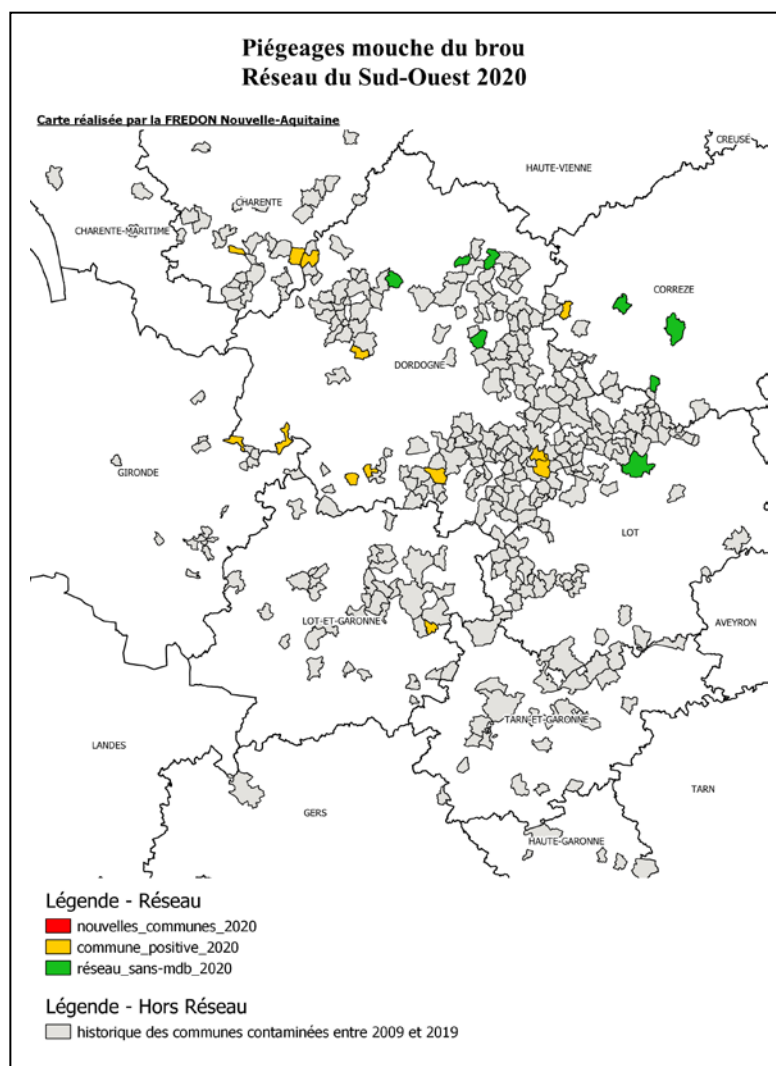 Piégeages mouche du brou
Réseau du Sud-Ouest 2020
Carte réalisée par la FREDON Nouvelle-Aquitaine
CREUSE
HAUTE-VIENNE
CHARENTE
CHARENTE-MARITIME
CORREZE
DORDOGNE
GIRONDE
LOT
LOT-ET-GARONNE
AVEYRON
TARN-ET-GARONNE
LANDES
TARN
GERS
HAUTE-GARONNE
Légende - Réseau
nouvelles_communes_2020
commune_positive_2020
réseau_sans-mdb_2020
Légende - Hors Réseau
historique des communes contaminées entre 2009 et 2019